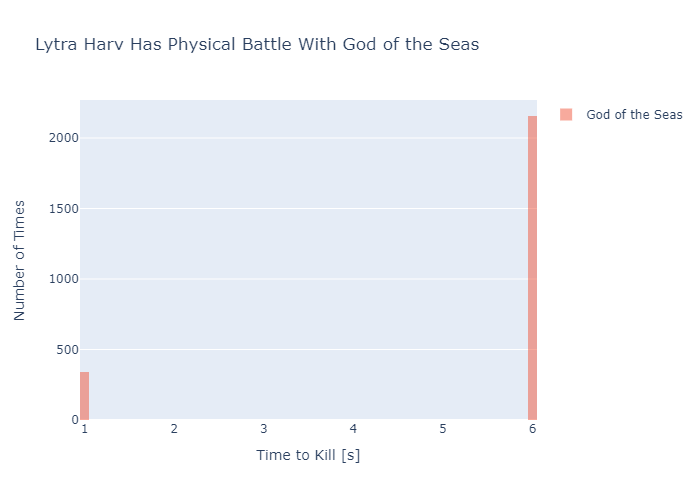 Lytra Harv Has Physical Battle With God of the Seas
God of the Seas
2000
1500
1000
500
0
Number of Times
1 2 3 4 5 6
Time to Kill [s]